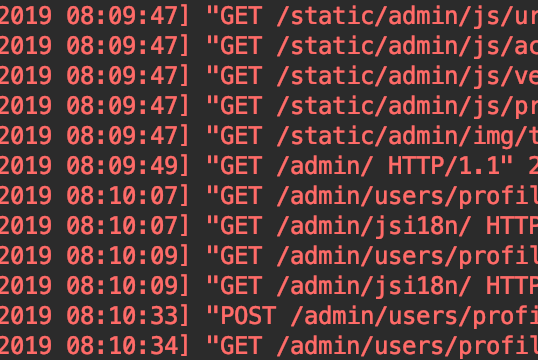 2019 08:09:47] "GET /static/admin/js/ur
2019 08:09:47] "GET /static/admin/js/ac
2019 08:09:47] "GET /static/admin/js/ve
2019 08:09:47] "GET /static/admin/js/pr
2019 08:09:47] "GET /static/admin/img/t
2019 08:09:49] "GET /admin/ HTTP/1.1" 2
2019 08:10:07] "GET /admin/users/profil
2019 08:10:07] "GET /admin/jsi18n/ HTTP
2019 08:10:09] "GET /admin/users/profil
2019 08:10:09] "GET /admin/jsi18n/ HTTP
2019 08:10:33] "POST /admin/users/profi
2019 08:10:34] "GET /admin/users/profil